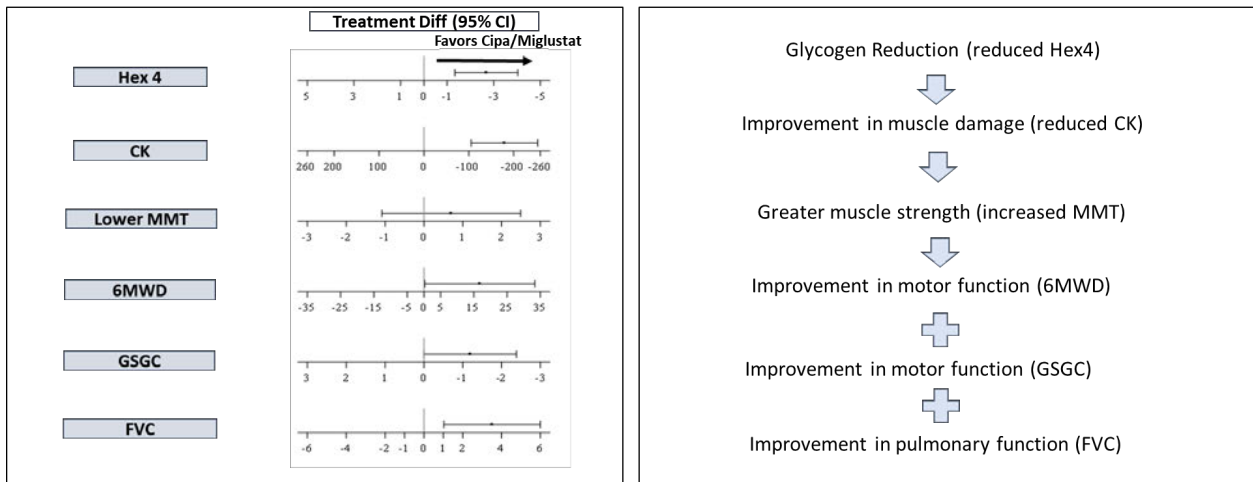 Treatment Diff (95% CI)
Favors Cipa/Miglustat
Hex 4
5 3 1 0 -1 -3 -5
CK
260 200 100 0 -100 -200 -260
Lower MMT
-3 -2 -1 0 1 2 3
6MWD
-35 -25 -15 -5 0 5 15 25 35
GSGC
3 2 1 0 -1 -2 -3
FVC
-6 -4 -2 -1 0 1 2 4 6
Glycogen Reduction (reduced Hex4)
Improvement in muscle damage (reduced CK)
Greater muscle strength (increased MMT)
Improvement in motor function (6MWD)
Improvement in motor function (GSGC)
Improvement in pulmonary function (FVC)